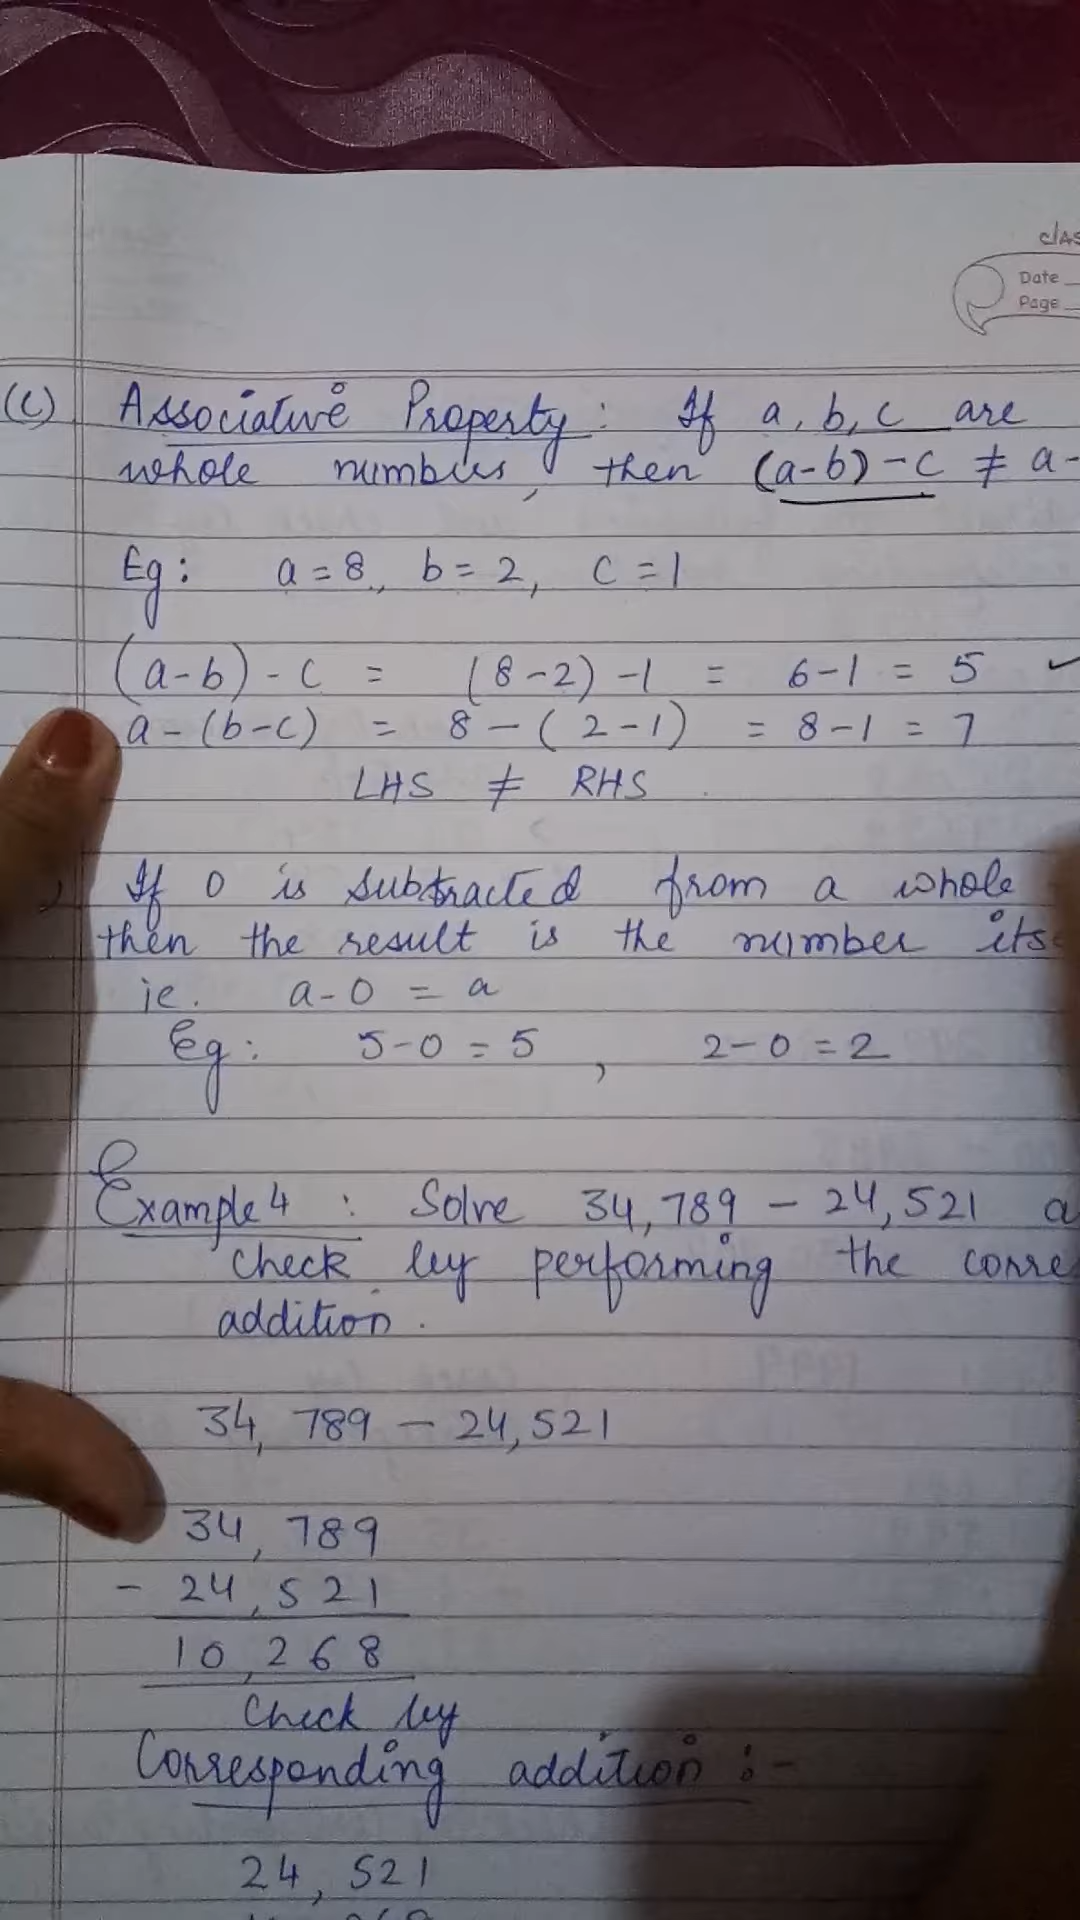 clAS
Date
Page
(c) Associative Property: If a, b, c are
whole numbers, then (a-b)-c ≠ a-
Eg: a=8, b=2, c=1
(a-b)-c = (8-2)-1 = 6-1 = 5 ✓
a-(b-c) = 8-(2-1) = 8-1 = 7
LHS ≠ RHS
If 0 is subtracted from a whole
then the result is the number its
ie. a-0 = a
Eg: 5-0=5, 2-0=2
Example 4: Solve 34,789 - 24,521 a
check by performing the corre
addition.
34,789 - 24,521
34,789
- 24,521
10,268
Check by
Corresponding addition :-
24,521